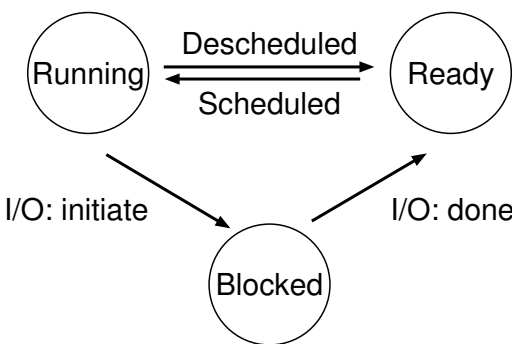 Descheduled
Running
Ready
Scheduled
I/O: initiate
I/O: done
Blocked